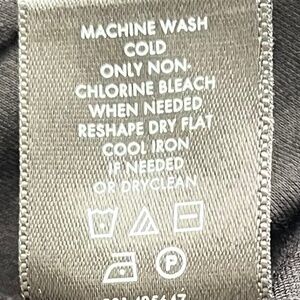 MACHINE WASH
COLD
ONLY NON-
CHLORINE BLEACH
WHEN NEEDED
RESHAPE DRY FLAT
COOL IRON
IF NEEDED
OR DRYCLEAN
P